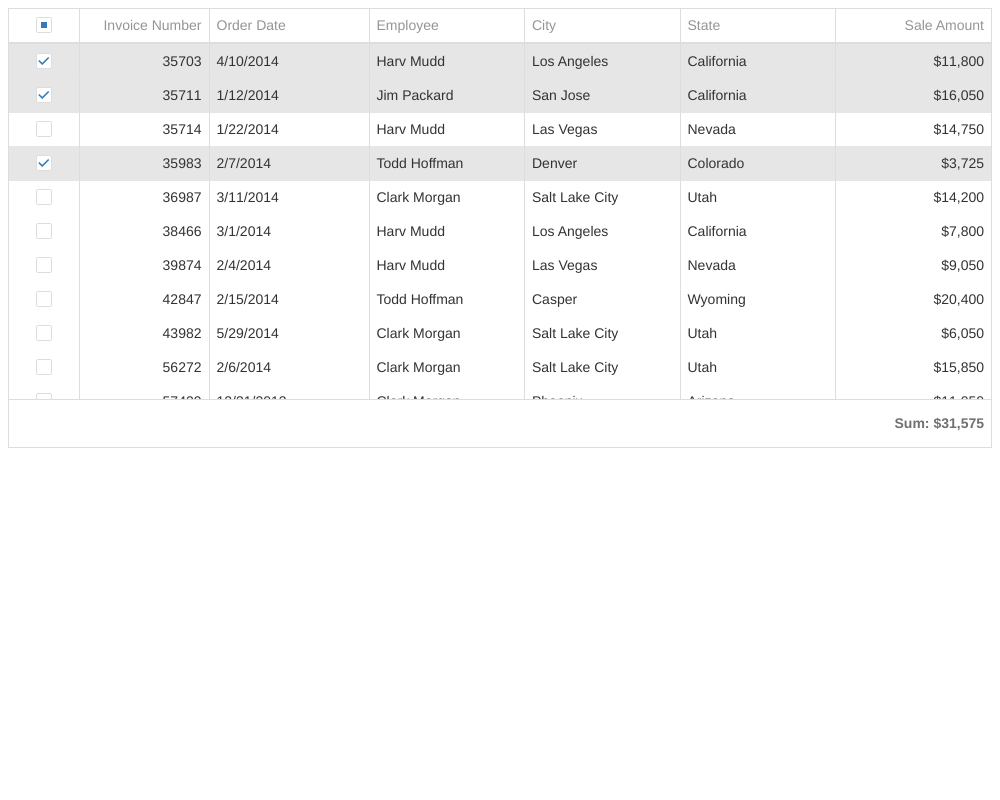 Invoice Number Order Date Employee City State Sale Amount
35703 4/10/2014 Harv Mudd Los Angeles California $11,800
35711 1/12/2014 Jim Packard San Jose California $16,050
35714 1/22/2014 Harv Mudd Las Vegas Nevada $14,750
35983 2/7/2014 Todd Hoffman Denver Colorado $3,725
36987 3/11/2014 Clark Morgan Salt Lake City Utah $14,200
38466 3/1/2014 Harv Mudd Los Angeles California $7,800
39874 2/4/2014 Harv Mudd Las Vegas Nevada $9,050
42847 2/15/2014 Todd Hoffman Casper Wyoming $20,400
43982 5/29/2014 Clark Morgan Salt Lake City Utah $6,050
56272 2/6/2014 Clark Morgan Salt Lake City Utah $15,850
Clark Morgan Phoenix Arizona
Sum: $31,575